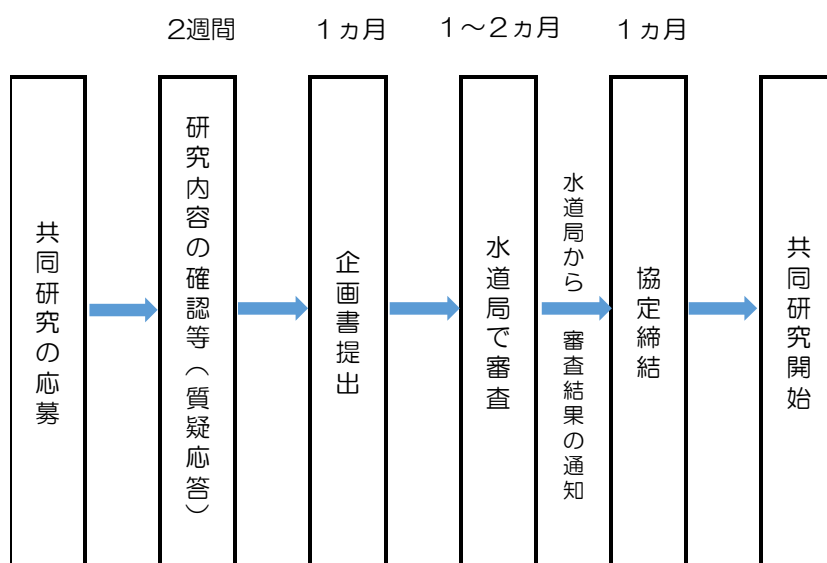 2週間
1ヵ月
1～2ヵ月
1ヵ月
共同研究の応募
研究内容の確認等（質疑応答）
企画書提出
水道局で審査
水道局から　審査結果の通知
協定締結
共同研究開始